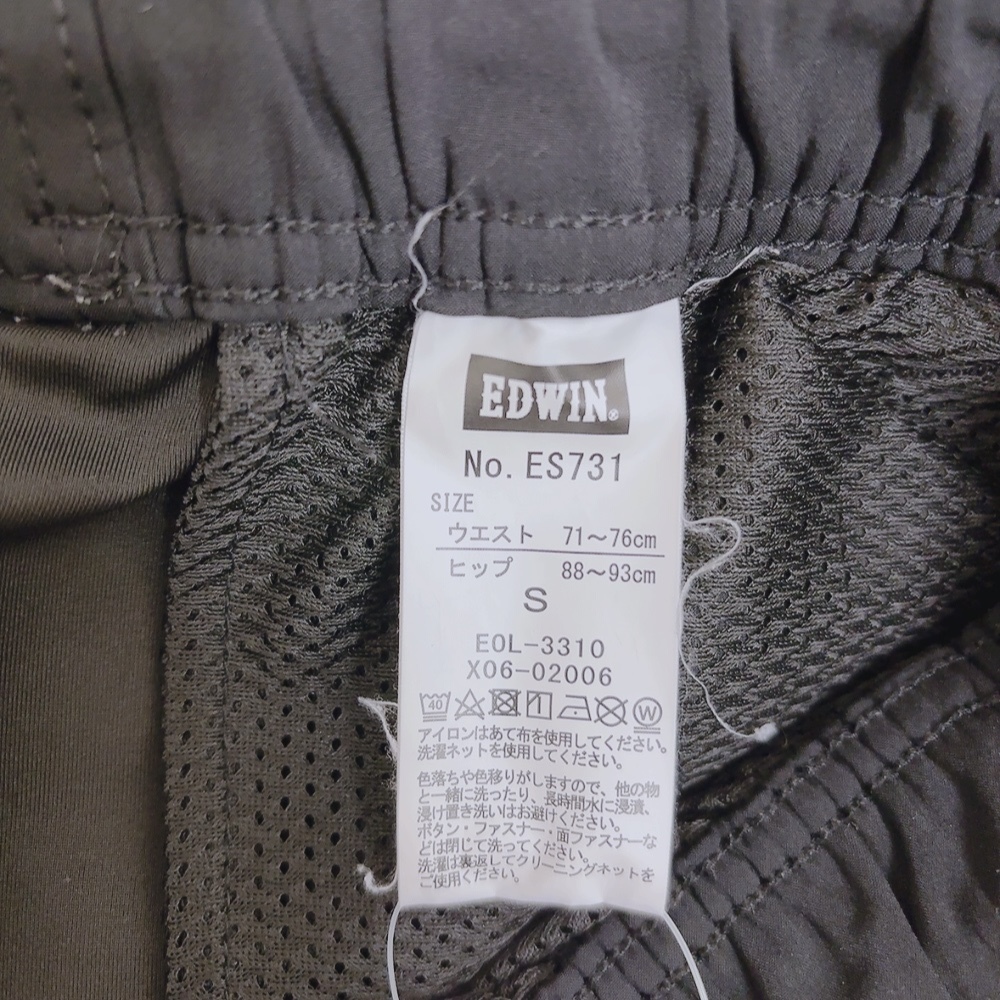 EDWIN®
No. ES731
SIZE
ウエスト 71～76cm
ヒップ 88～93cm
S
E0L-3310
X06-02006
40 W
アイロンはあて布を使用してください。
洗濯ネットを使用してください。
色落ちや色移りがしますので、他の物
と一緒に洗ったり、長時間水に浸漬、
浸け置き洗いはお避けください。
ボタン・ファスナー・面ファスナーな
どは閉じて洗ってください。
洗濯は裏返してクリーニングネットを
ご使用ください。